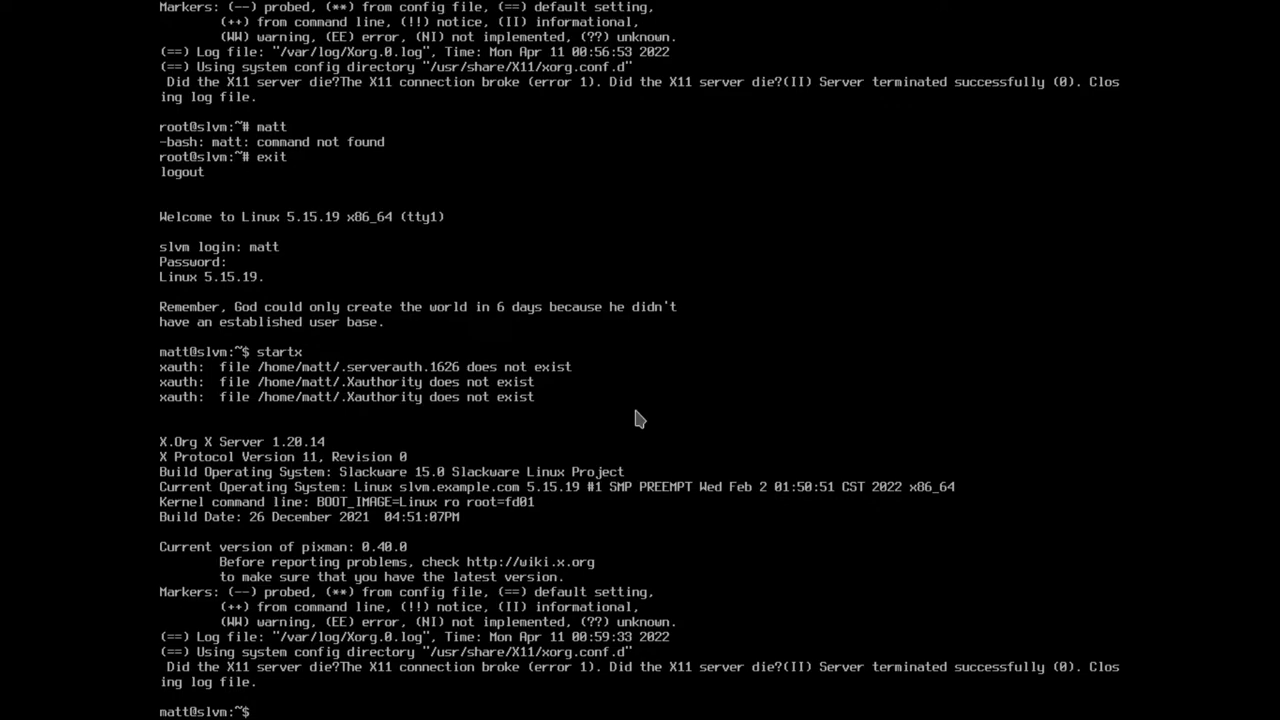 Markers: (--) probed, (**) from config file, (==) default setting,
(++) from command line, (!!) notice, (II) informational,
(WW) warning, (EE) error, (NI) not implemented, (??) unknown.
(==) Log file: "/var/log/Xorg.0.log", Time: Mon Apr 11 00:56:53 2022
(==) Using system config directory "/usr/share/X11/xorg.conf.d"
Did the X11 server die?The X11 connection broke (error 1). Did the X11 server die?(II) Server terminated successfully (0). Clos
ing log file.
root@slvm:~# matt
-bash: matt: command not found
root@slvm:~# exit
logout
Welcome to Linux 5.15.19 x86_64 (tty1)
slvm login: matt
Password:
Linux 5.15.19.
Remember, God could only create the world in 6 days because he didn't
have an established user base.
matt@slvm:~$ startx
xauth:  file /home/matt/.serverauth.1626 does not exist
xauth:  file /home/matt/.Xauthority does not exist
xauth:  file /home/matt/.Xauthority does not exist
X.Org X Server 1.20.14
X Protocol Version 11, Revision 0
Build Operating System: Slackware 15.0 Slackware Linux Project
Current Operating System: Linux slvm.example.com 5.15.19 #1 SMP PREEMPT Wed Feb 2 01:50:51 CST 2022 x86_64
Kernel command line: BOOT_IMAGE=Linux ro root=fd01
Build Date: 26 December 2021  04:51:07PM
Current version of pixman: 0.40.0
Before reporting problems, check http://wiki.x.org
to make sure that you have the latest version.
Markers: (--) probed, (**) from config file, (==) default setting,
(++) from command line, (!!) notice, (II) informational,
(WW) warning, (EE) error, (NI) not implemented, (??) unknown.
(==) Log file: "/var/log/Xorg.0.log", Time: Mon Apr 11 00:59:33 2022
(==) Using system config directory "/usr/share/X11/xorg.conf.d"
Did the X11 server die?The X11 connection broke (error 1). Did the X11 server die?(II) Server terminated successfully (0). Clos
ing log file.
matt@slvm:~$